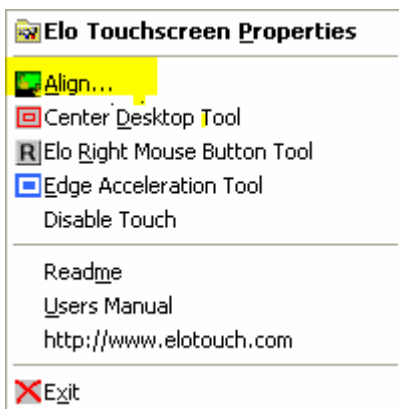 Elo Touchscreen Properties
Align...
Center Desktop Tool
R Elo Right Mouse Button Tool
Edge Acceleration Tool
Disable Touch
Readme
Users Manual
http://www.elotouch.com
Exit